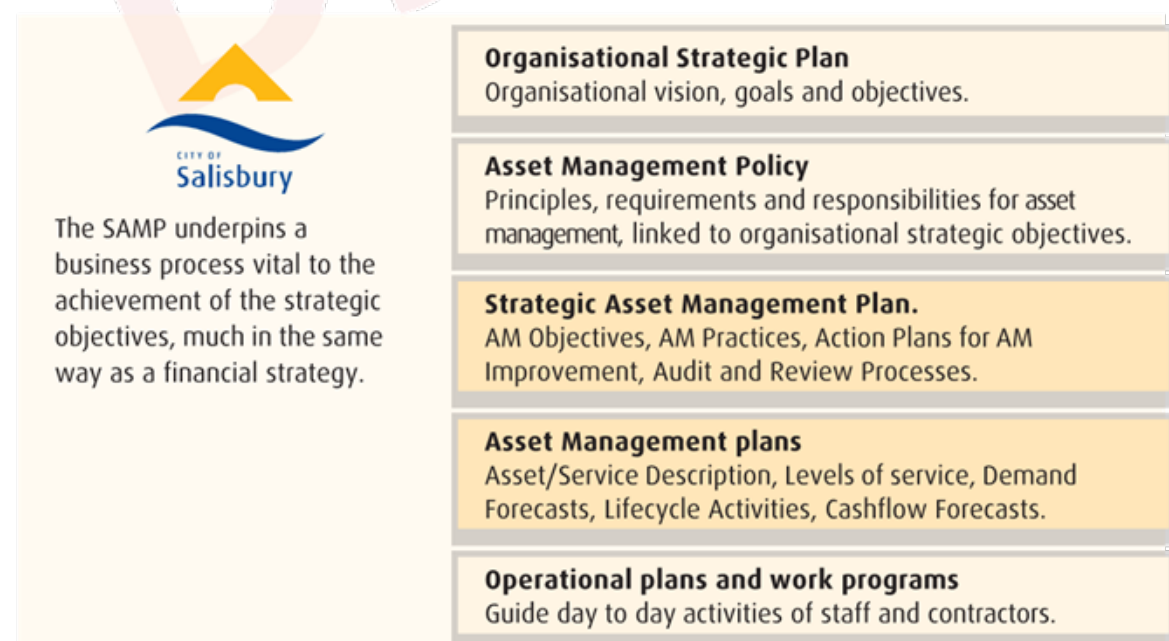 CITY OF
Salisbury
The SAMP underpins a
business process vital to the
achievement of the strategic
objectives, much in the same
way as a financial strategy.
Organisational Strategic Plan
Organisational vision, goals and objectives.
Asset Management Policy
Principles, requirements and responsibilities for asset
management, linked to organisational strategic objectives.
Strategic Asset Management Plan.
AM Objectives, AM Practices, Action Plans for AM
Improvement, Audit and Review Processes.
Asset Management plans
Asset/Service Description, Levels of service, Demand
Forecasts, Lifecycle Activities, Cashflow Forecasts.
Operational plans and work programs
Guide day to day activities of staff and contractors.